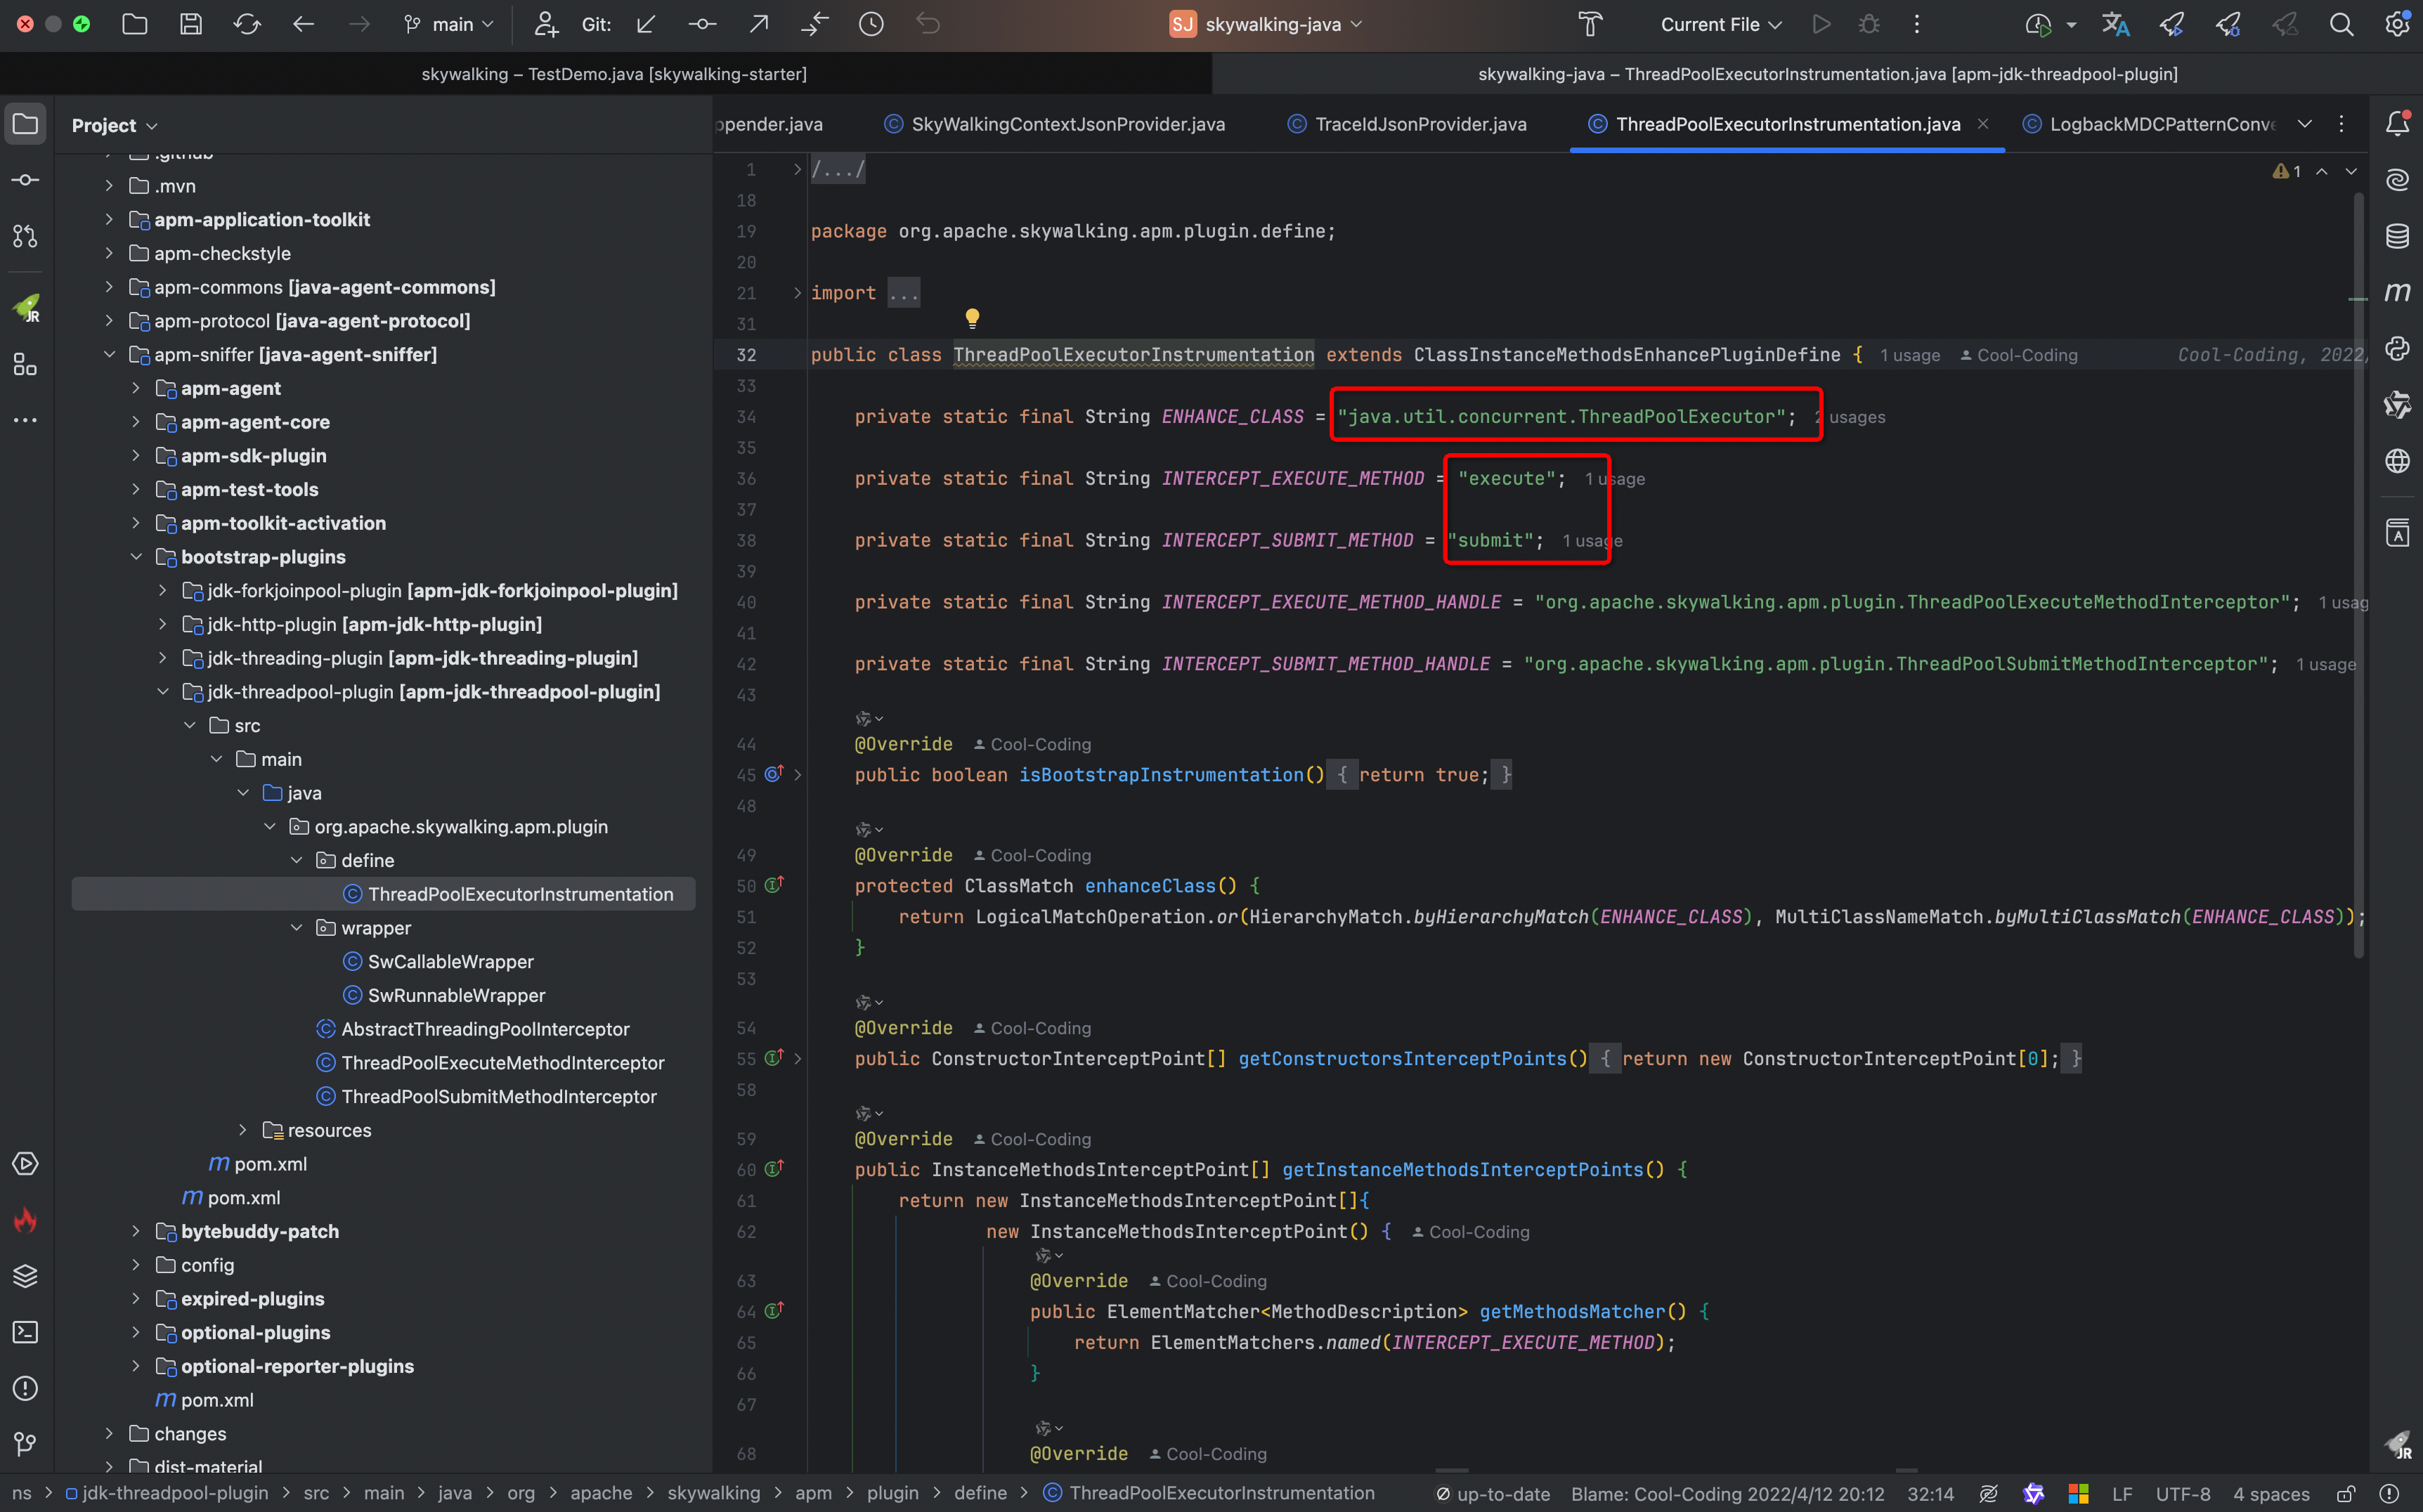 main
Git:
SJ skywalking-java
Current File
skywalking – TestDemo.java [skywalking-starter]
skywalking-java – ThreadPoolExecutorInstrumentation.java [apm-jdk-threadpool-plugin]
Project
.github
.mvn
apm-application-toolkit
apm-checkstyle
apm-commons [java-agent-commons]
apm-protocol [java-agent-protocol]
apm-sniffer [java-agent-sniffer]
apm-agent
apm-agent-core
apm-sdk-plugin
apm-test-tools
apm-toolkit-activation
bootstrap-plugins
jdk-forkjoinpool-plugin [apm-jdk-forkjoinpool-plugin]
jdk-http-plugin [apm-jdk-http-plugin]
jdk-threading-plugin [apm-jdk-threading-plugin]
jdk-threadpool-plugin [apm-jdk-threadpool-plugin]
src
main
java
org.apache.skywalking.apm.plugin
define
ThreadPoolExecutorInstrumentation
wrapper
SwCallableWrapper
SwRunnableWrapper
AbstractThreadingPoolInterceptor
ThreadPoolExecuteMethodInterceptor
ThreadPoolSubmitMethodInterceptor
resources
pom.xml
pom.xml
bytebuddy-patch
config
expired-plugins
optional-plugins
optional-reporter-plugins
pom.xml
changes
dist-material
ppender.java
SkyWalkingContextJsonProvider.java
TraceIdJsonProvider.java
ThreadPoolExecutorInstrumentation.java
LogbackMDCPatternConve
1
1 /.../
18
19 package org.apache.skywalking.apm.plugin.define;
20
21 import ...
31
32 public class ThreadPoolExecutorInstrumentation extends ClassInstanceMethodsEnhancePluginDefine { 1 usage Cool-Coding Cool-Coding, 2022/
33
34 private static final String ENHANCE_CLASS = "java.util.concurrent.ThreadPoolExecutor"; 2 usages
35
36 private static final String INTERCEPT_EXECUTE_METHOD = "execute"; 1 usage
37
38 private static final String INTERCEPT_SUBMIT_METHOD = "submit"; 1 usage
39
40 private static final String INTERCEPT_EXECUTE_METHOD_HANDLE = "org.apache.skywalking.apm.plugin.ThreadPoolExecuteMethodInterceptor"; 1 usag
41
42 private static final String INTERCEPT_SUBMIT_METHOD_HANDLE = "org.apache.skywalking.apm.plugin.ThreadPoolSubmitMethodInterceptor"; 1 usage
43
44 @Override Cool-Coding
45 public boolean isBootstrapInstrumentation() { return true; }
48
49 @Override Cool-Coding
50 protected ClassMatch enhanceClass() {
51 return LogicalMatchOperation.or(HierarchyMatch.byHierarchyMatch(ENHANCE_CLASS), MultiClassNameMatch.byMultiClassMatch(ENHANCE_CLASS));
52 }
53
54 @Override Cool-Coding
55 public ConstructorInterceptPoint[] getConstructorsInterceptPoints() { return new ConstructorInterceptPoint[0]; }
58
59 @Override Cool-Coding
60 public InstanceMethodsInterceptPoint[] getInstanceMethodsInterceptPoints() {
61 return new InstanceMethodsInterceptPoint[]{
62 new InstanceMethodsInterceptPoint() { Cool-Coding
63 @Override Cool-Coding
64 public ElementMatcher<MethodDescription> getMethodsMatcher() {
65 return ElementMatchers.named(INTERCEPT_EXECUTE_METHOD);
66 }
67
68 @Override Cool-Coding
ns > jdk-threadpool-plugin > src > main > java > org > apache > skywalking > apm > plugin > define > ThreadPoolExecutorInstrumentation
up-to-date
Blame: Cool-Coding 2022/4/12 20:12
32:14
LF
UTF-8
4 spaces